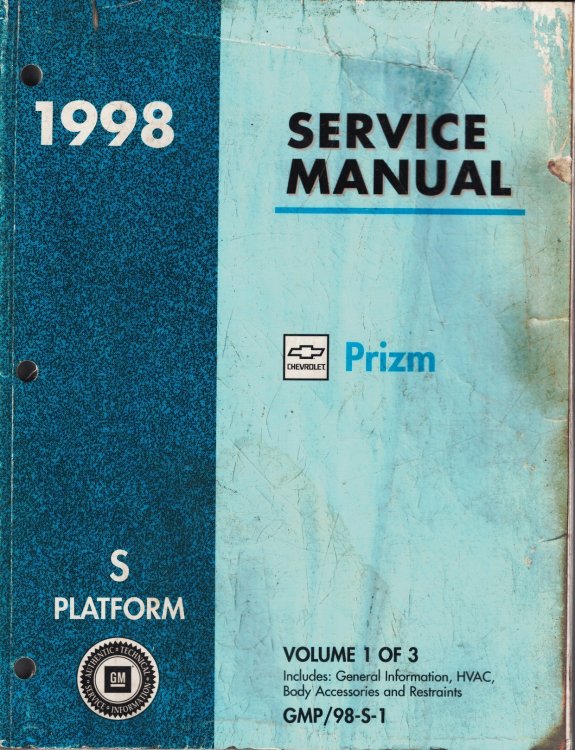 1998
SERVICE
MANUAL
CHEVROLET
Prizm
S
PLATFORM
AUTHENTIC • TECHNICAL
SERVICE • INFORMATION
GM
VOLUME 1 OF 3
Includes: General Information, HVAC,
Body Accessories and Restraints
GMP/98-S-1